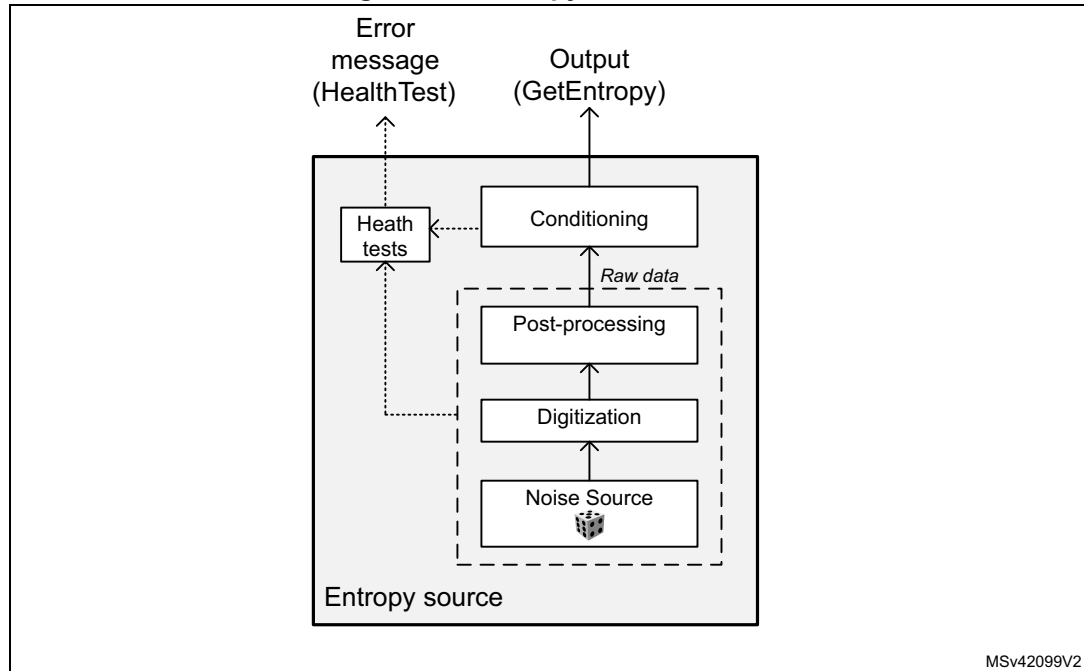 Error
message
(HealthTest)
Output
(GetEntropy)
Conditioning
Heath
tests
Raw data
Post-processing
Digitization
Noise Source
Entropy source
MSv42099V2